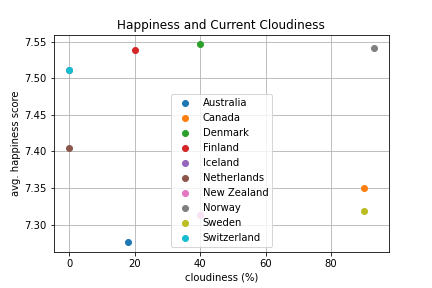 Happiness and Current Cloudiness
avg. happiness score
7.55
7.50
7.45
7.40
7.35
7.30
Australia
Canada
Denmark
Finland
Iceland
Netherlands
New Zealand
Norway
Sweden
Switzerland
0 20 40 60 80
cloudiness (%)